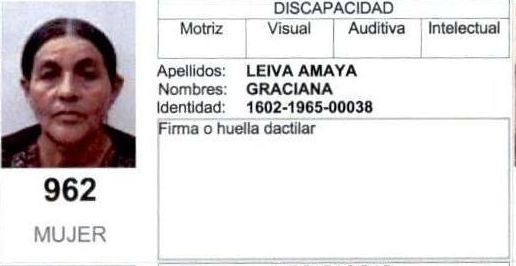 DISCAPACIDAD
Motriz Visual Auditiva Intelectual
Apellidos: LEIVA AMAYA
Nombres: GRACIANA
Identidad: 1602-1965-00038
Firma o huella dactilar
962
MUJER